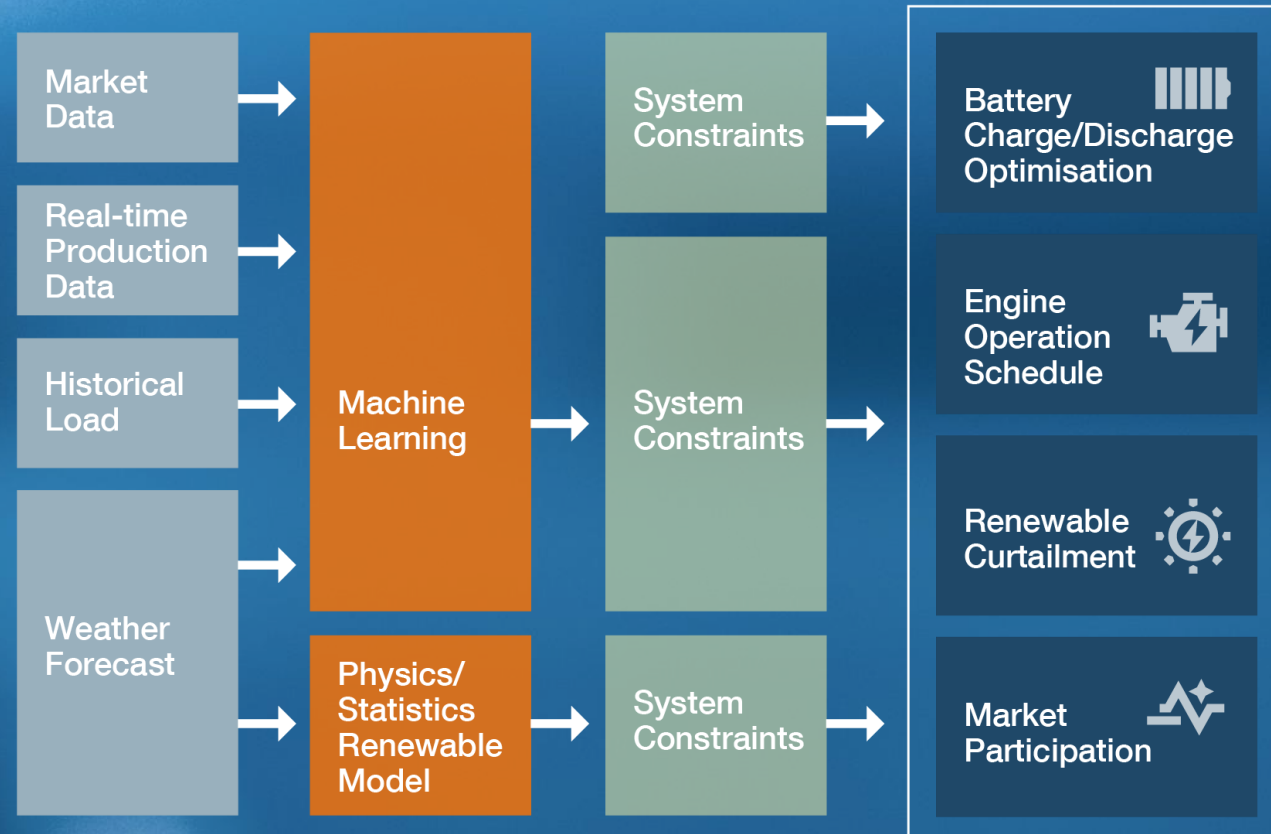 Market
Data
Real-time
Production
Data
Historical
Load
Weather
Forecast
Machine
Learning
Physics/
Statistics
Renewable
Model
System
Constraints
System
Constraints
System
Constraints
Battery
Charge/Discharge
Optimisation
Engine
Operation
Schedule
Renewable
Curtailment
Market
Participation